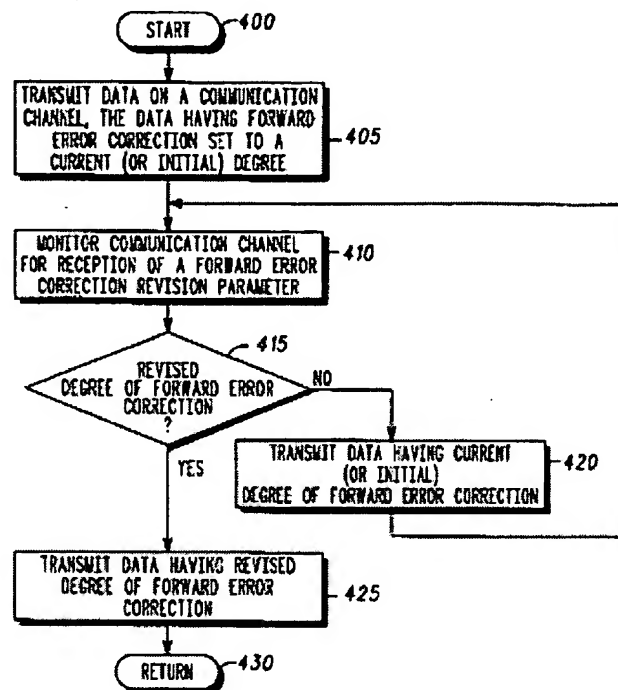 START
400
TRANSMIT DATA ON A COMMUNICATION
CHANNEL, THE DATA HAVING FORWARD
ERROR CORRECTION SET TO A
CURRENT (OR INITIAL) DEGREE
405
MONITOR COMMUNICATION CHANNEL
FOR RECEPTION OF A FORWARD ERROR
CORRECTION REVISION PARAMETER
410
415
REVISED
DEGREE OF FORWARD ERROR
CORRECTION
?
NO
YES
TRANSMIT DATA HAVING CURRENT
(OR INITIAL)
DEGREE OF FORWARD ERROR CORRECTION
420
TRANSMIT DATA HAVING REVISED
DEGREE OF FORWARD ERROR
CORRECTION
425
RETURN
430